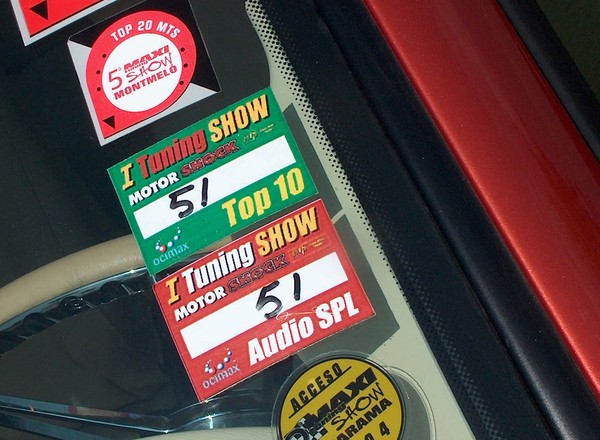 TOP 20 MTS
5º MAXI
SHOW
MONTMELÓ
I Tuning SHOW
MOTOR SHOCK
51
ocimax Top 10
I Tuning SHOW
MOTOR SHOCK
51
ocimax Audio SPL
ACCESO
MAXI
SHOW